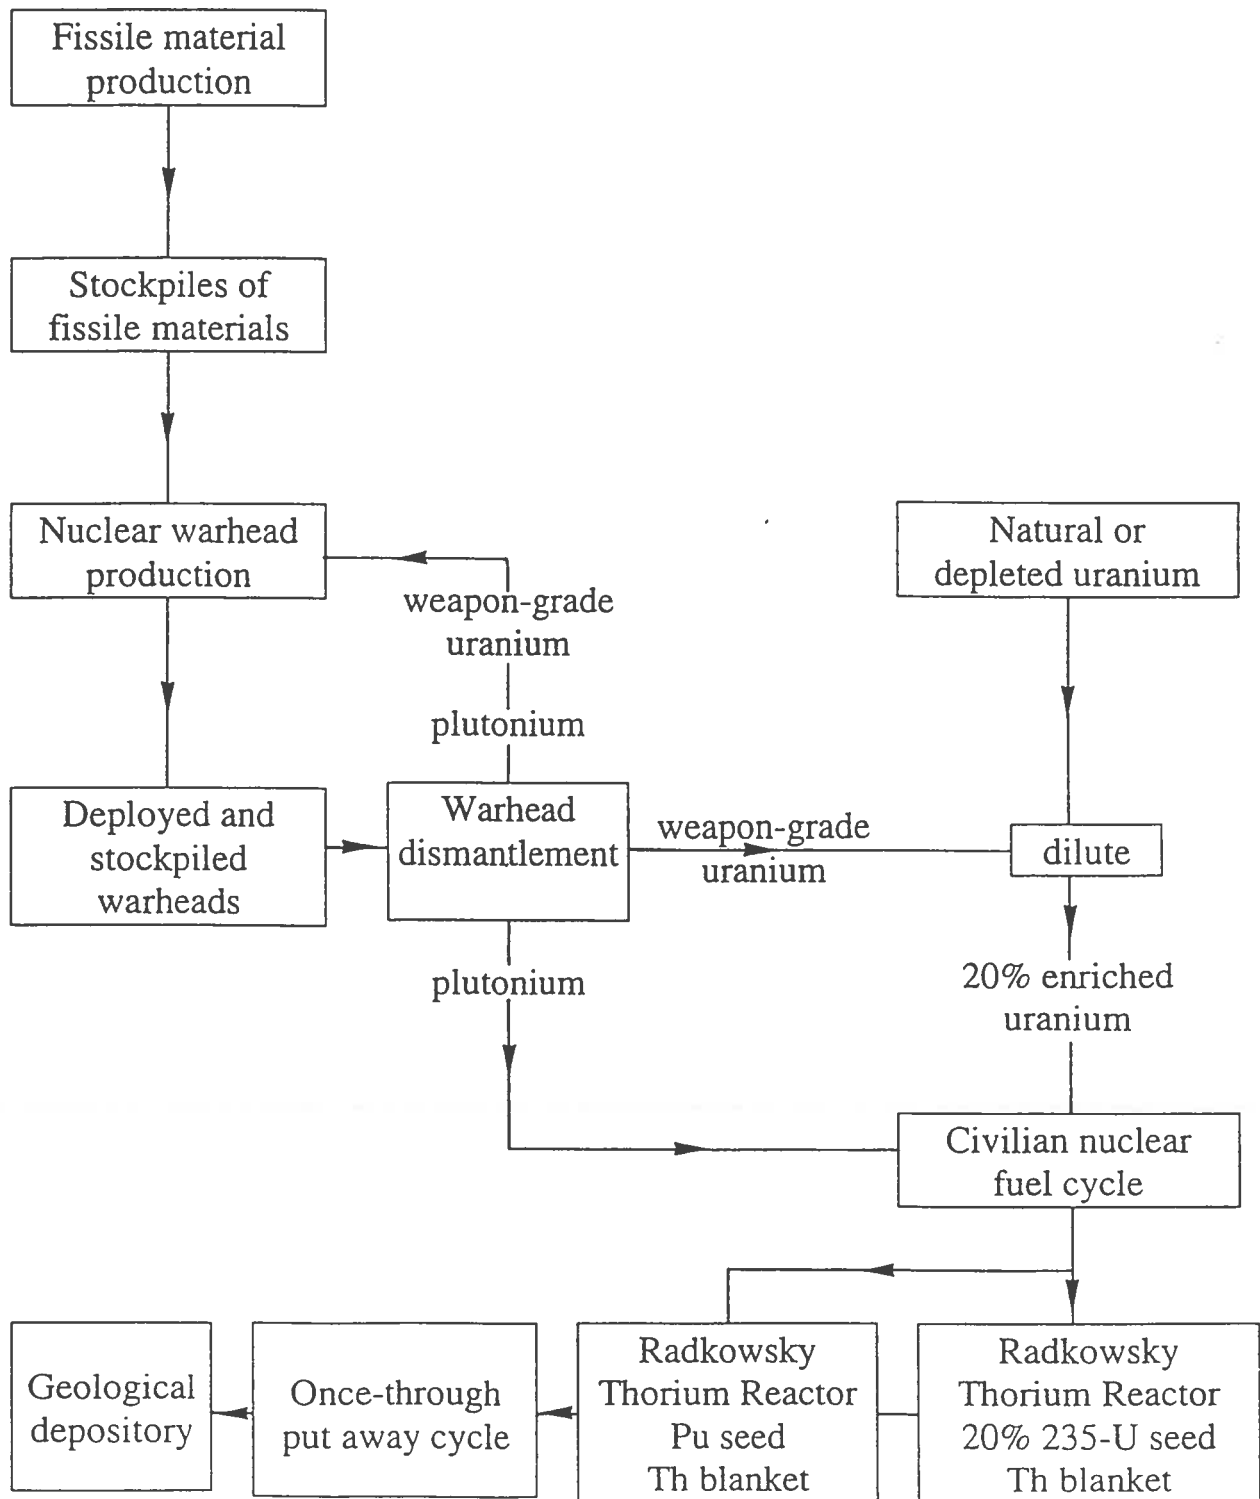 Fissile material
production
Stockpiles of
fissile materials
Nuclear warhead
production
weapon-grade
uranium
plutonium
Natural or
depleted uranium
Deployed and
stockpiled
warheads
Warhead
dismantlement
weapon-grade
uranium
dilute
plutonium
20% enriched
uranium
Civilian nuclear
fuel cycle
Geological
depository
Once-through
put away cycle
Radkowsky
Thorium Reactor
Pu seed
Th blanket
Radkowsky
Thorium Reactor
20% 235-U seed
Th blanket